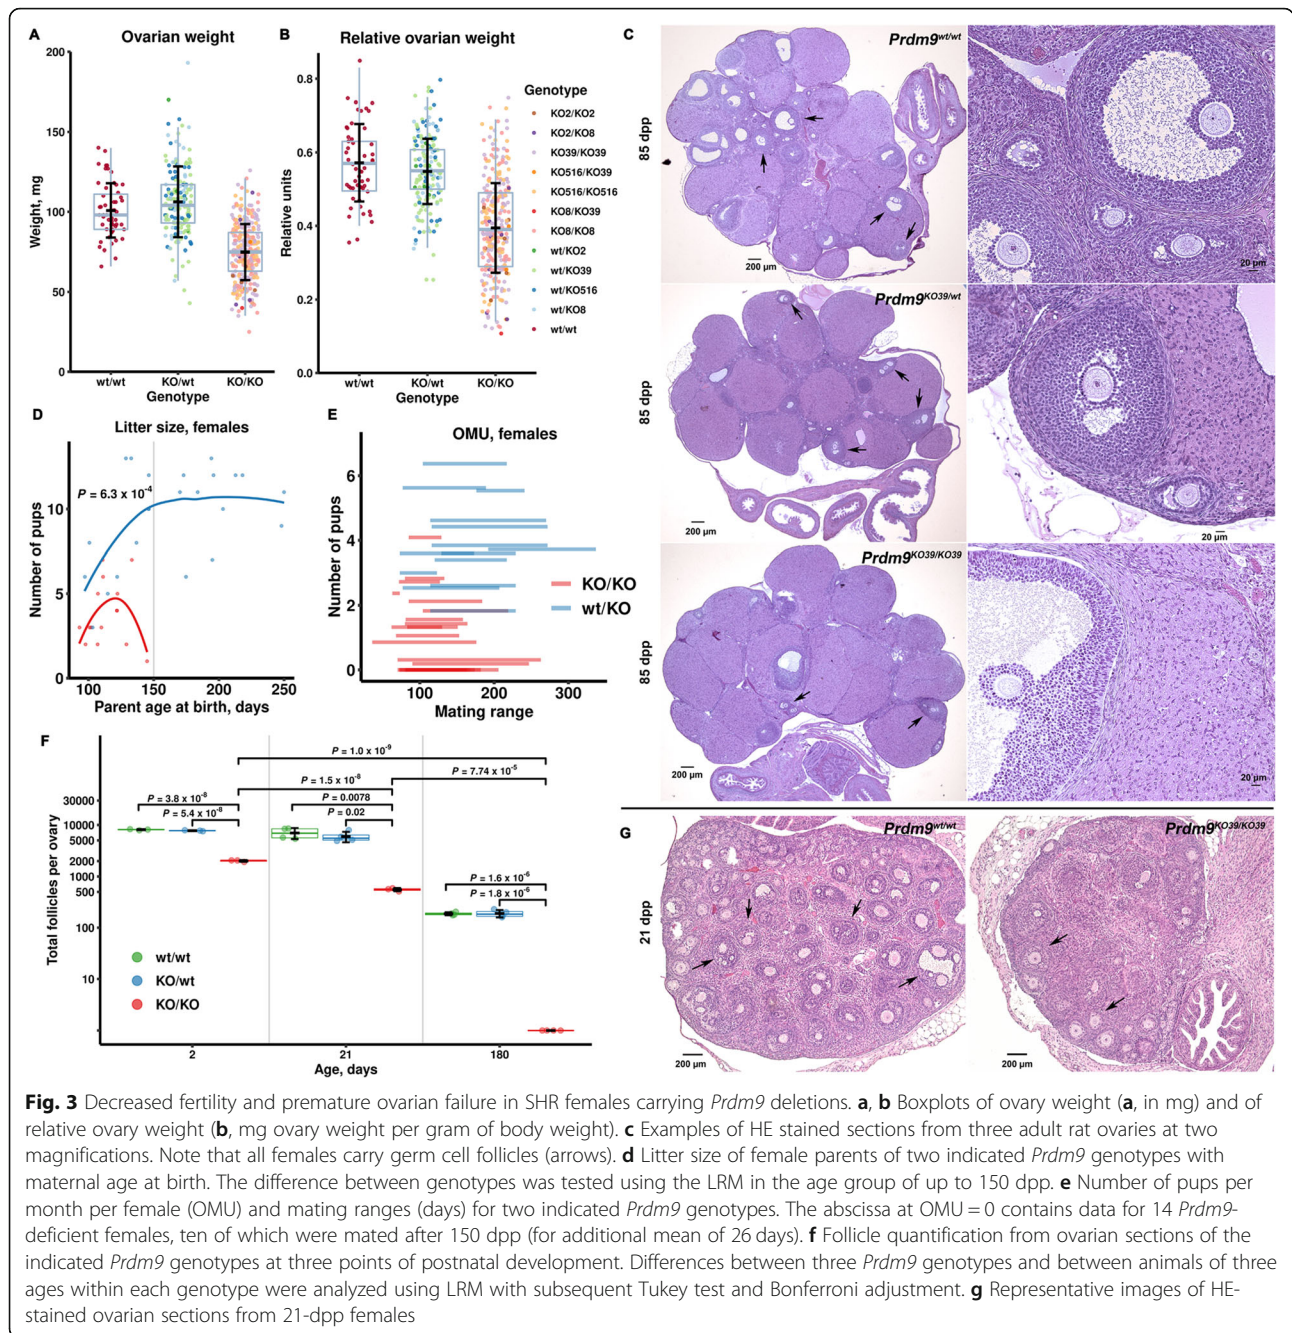 A
Ovarian weight
200
150
100
50
0
Weight, mg
wt/wt
KO/wt
KO/KO
Genotype
B
Relative ovarian weight
0.8
0.6
0.4
0.2
0.0
Relative units
wt/wt
KO/wt
KO/KO
Genotype
Genotype
KO2/KO2
KO2/KO8
KO39/KO39
KO516/KO39
KO516/KO516
KO8/KO39
KO8/KO8
wt/KO2
wt/KO39
wt/KO516
wt/KO8
wt/wt
C
85 dpp
Prdm9wt/wt
200 µm
20 µm
85 dpp
Prdm9KO39/wt
200 µm
20 µm
85 dpp
Prdm9KO39/KO39
200 µm
20 µm
D
Litter size, females
P = 6.3 x 10-4
10
5
0
Number of pups
100
150
200
250
Parent age at birth, days
E
OMU, females
6
4
2
0
Number of pups
KO/KO
wt/KO
100
200
300
Mating range
F
P = 1.0 x 10-9
P = 1.5 x 10-8
P = 7.74 x 10-5
P = 3.8 x 10-8
P = 0.0078
P = 5.4 x 10-8
P = 0.02
P = 1.6 x 10-6
P = 1.8 x 10-6
30000
10000
5000
2000
1000
500
100
10
Total follicles per ovary
wt/wt
KO/wt
KO/KO
2
21
180
Age, days
G
21 dpp
Prdm9wt/wt
200 µm
Prdm9KO39/KO39
200 µm
Fig. 3 Decreased fertility and premature ovarian failure in SHR females carrying Prdm9 deletions. a, b Boxplots of ovary weight (a, in mg) and of
relative ovary weight (b, mg ovary weight per gram of body weight). c Examples of HE stained sections from three adult rat ovaries at two
magnifications. Note that all females carry germ cell follicles (arrows). d Litter size of female parents of two indicated Prdm9 genotypes with
maternal age at birth. The difference between genotypes was tested using the LRM in the age group of up to 150 dpp. e Number of pups per
month per female (OMU) and mating ranges (days) for two indicated Prdm9 genotypes. The abscissa at OMU = 0 contains data for 14 Prdm9-
deficient females, ten of which were mated after 150 dpp (for additional mean of 26 days). f Follicle quantification from ovarian sections of the
indicated Prdm9 genotypes at three points of postnatal development. Differences between three Prdm9 genotypes and between animals of three
ages within each genotype were analyzed using LRM with subsequent Tukey test and Bonferroni adjustment. g Representative images of HE-
stained ovarian sections from 21-dpp females